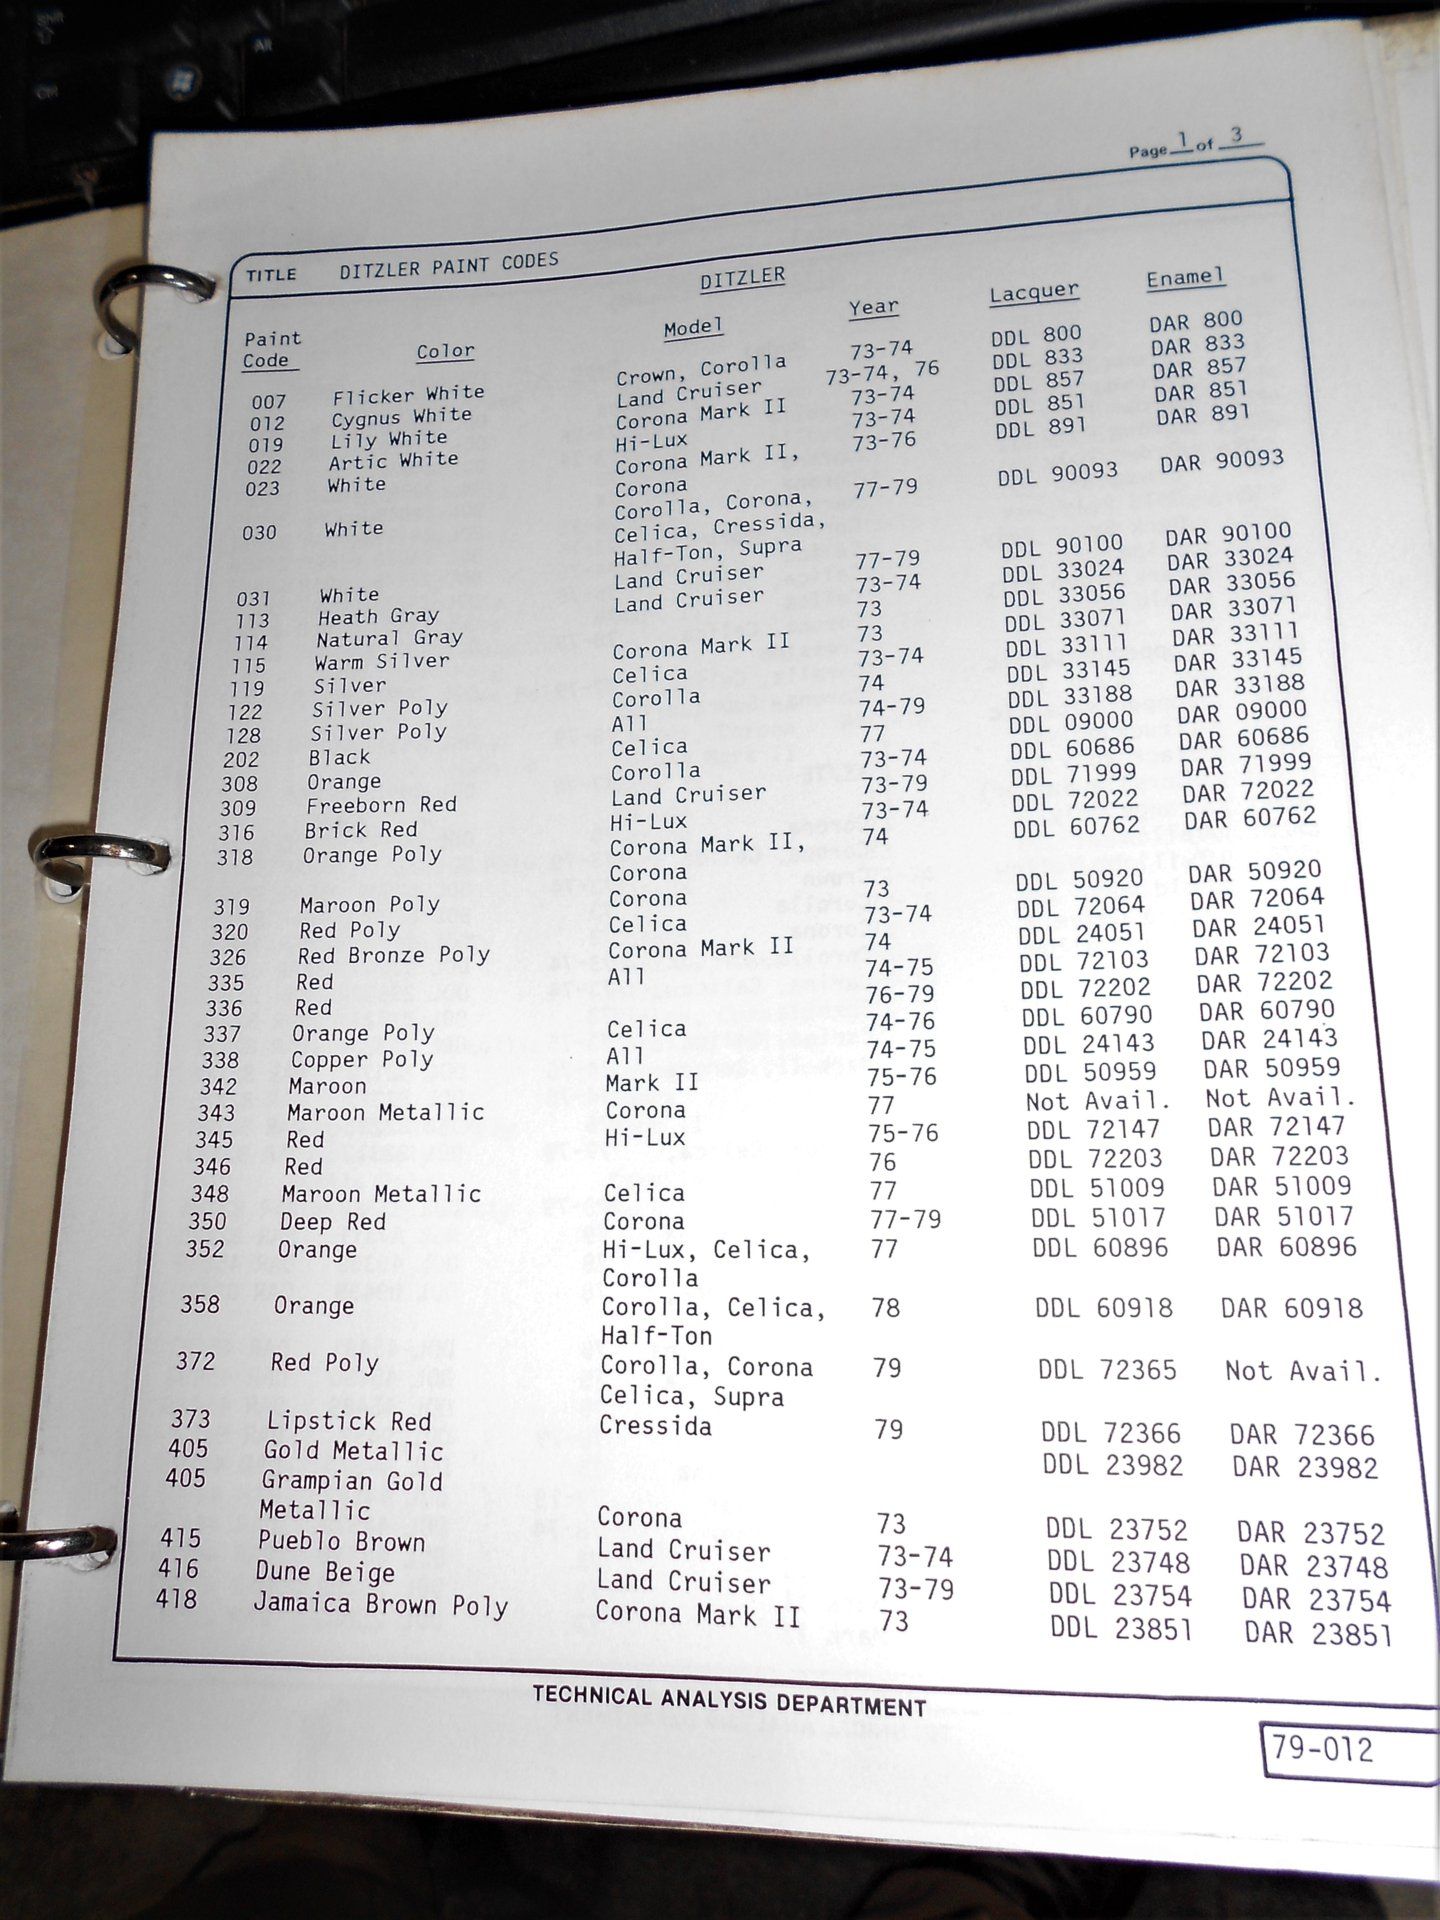 Page 1 of 3
TITLE DITZLER PAINT CODES
DITZLER
Paint
Code Color Model Year Lacquer Enamel
007 Flicker White Crown, Corolla 73-74 DDL 800 DAR 800
012 Cygnus White Land Cruiser 73-74, 76 DDL 833 DAR 833
019 Lily White Corona Mark II 73-74 DDL 857 DAR 857
022 Artic White Hi-Lux 73-74 DDL 851 DAR 851
023 White Corona Mark II, 73-76 DDL 891 DAR 891
Corona
030 White Corolla, Corona, 77-79 DDL 90093 DAR 90093
Celica, Cressida,
Half-Ton, Supra
031 White Land Cruiser 77-79 DDL 90100 DAR 90100
113 Heath Gray Land Cruiser 73-74 DDL 33024 DAR 33024
114 Natural Gray 73 DDL 33056 DAR 33056
115 Warm Silver Corona Mark II 73 DDL 33071 DAR 33071
119 Silver Celica 73-74 DDL 33111 DAR 33111
122 Silver Poly Corolla 74 DDL 33145 DAR 33145
128 Silver Poly All 74-79 DDL 33188 DAR 33188
202 Black Celica 77 DDL 09000 DAR 09000
308 Orange Corolla 73-74 DDL 60686 DAR 60686
309 Freeborn Red Land Cruiser 73-79 DDL 71999 DAR 71999
316 Brick Red Hi-Lux 73-74 DDL 72022 DAR 72022
318 Orange Poly Corona Mark II, 74 DDL 60762 DAR 60762
Corona
319 Maroon Poly Corona 73 DDL 50920 DAR 50920
320 Red Poly Celica 73-74 DDL 72064 DAR 72064
326 Red Bronze Poly Corona Mark II 74 DDL 24051 DAR 24051
335 Red All 74-75 DDL 72103 DAR 72103
336 Red 76-79 DDL 72202 DAR 72202
337 Orange Poly Celica 74-76 DDL 60790 DAR 60790
338 Copper Poly All 74-75 DDL 24143 DAR 24143
342 Maroon Mark II 75-76 DDL 50959 DAR 50959
343 Maroon Metallic Corona 77 Not Avail. Not Avail.
345 Red Hi-Lux 75-76 DDL 72147 DAR 72147
346 Red 76 DDL 72203 DAR 72203
348 Maroon Metallic Celica 77 DDL 51009 DAR 51009
350 Deep Red Corona 77-79 DDL 51017 DAR 51017
352 Orange Hi-Lux, Celica, 77 DDL 60896 DAR 60896
Corolla
358 Orange Corolla, Celica, 78 DDL 60918 DAR 60918
Half-Ton
372 Red Poly Corolla, Corona 79 DDL 72365 Not Avail.
Celica, Supra
373 Lipstick Red Cressida 79 DDL 72366 DAR 72366
405 Gold Metallic DDL 23982 DAR 23982
405 Grampian Gold
Metallic Corona 73 DDL 23752 DAR 23752
415 Pueblo Brown Land Cruiser 73-74 DDL 23748 DAR 23748
416 Dune Beige Land Cruiser 73-79 DDL 23754 DAR 23754
418 Jamaica Brown Poly Corona Mark II 73 DDL 23851 DAR 23851
TECHNICAL ANALYSIS DEPARTMENT
79-012